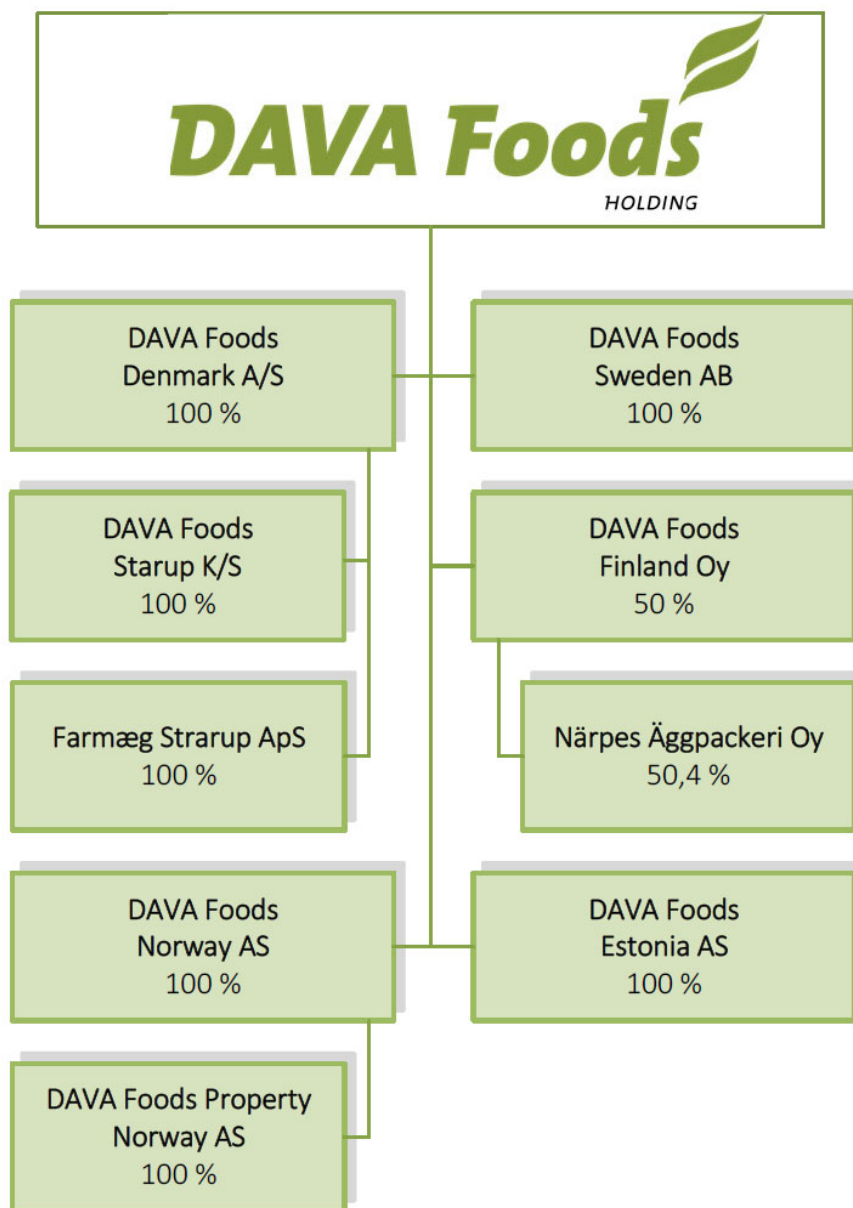 DAVA Foods
HOLDING
DAVA Foods
Denmark A/S
100 %
DAVA Foods
Sweden AB
100 %
DAVA Foods
Starup K/S
100 %
DAVA Foods
Finland Oy
50 %
Farmæg Strarup ApS
100 %
Närpes Äggpackeri Oy
50,4 %
DAVA Foods
Norway AS
100 %
DAVA Foods
Estonia AS
100 %
DAVA Foods Property
Norway AS
100 %